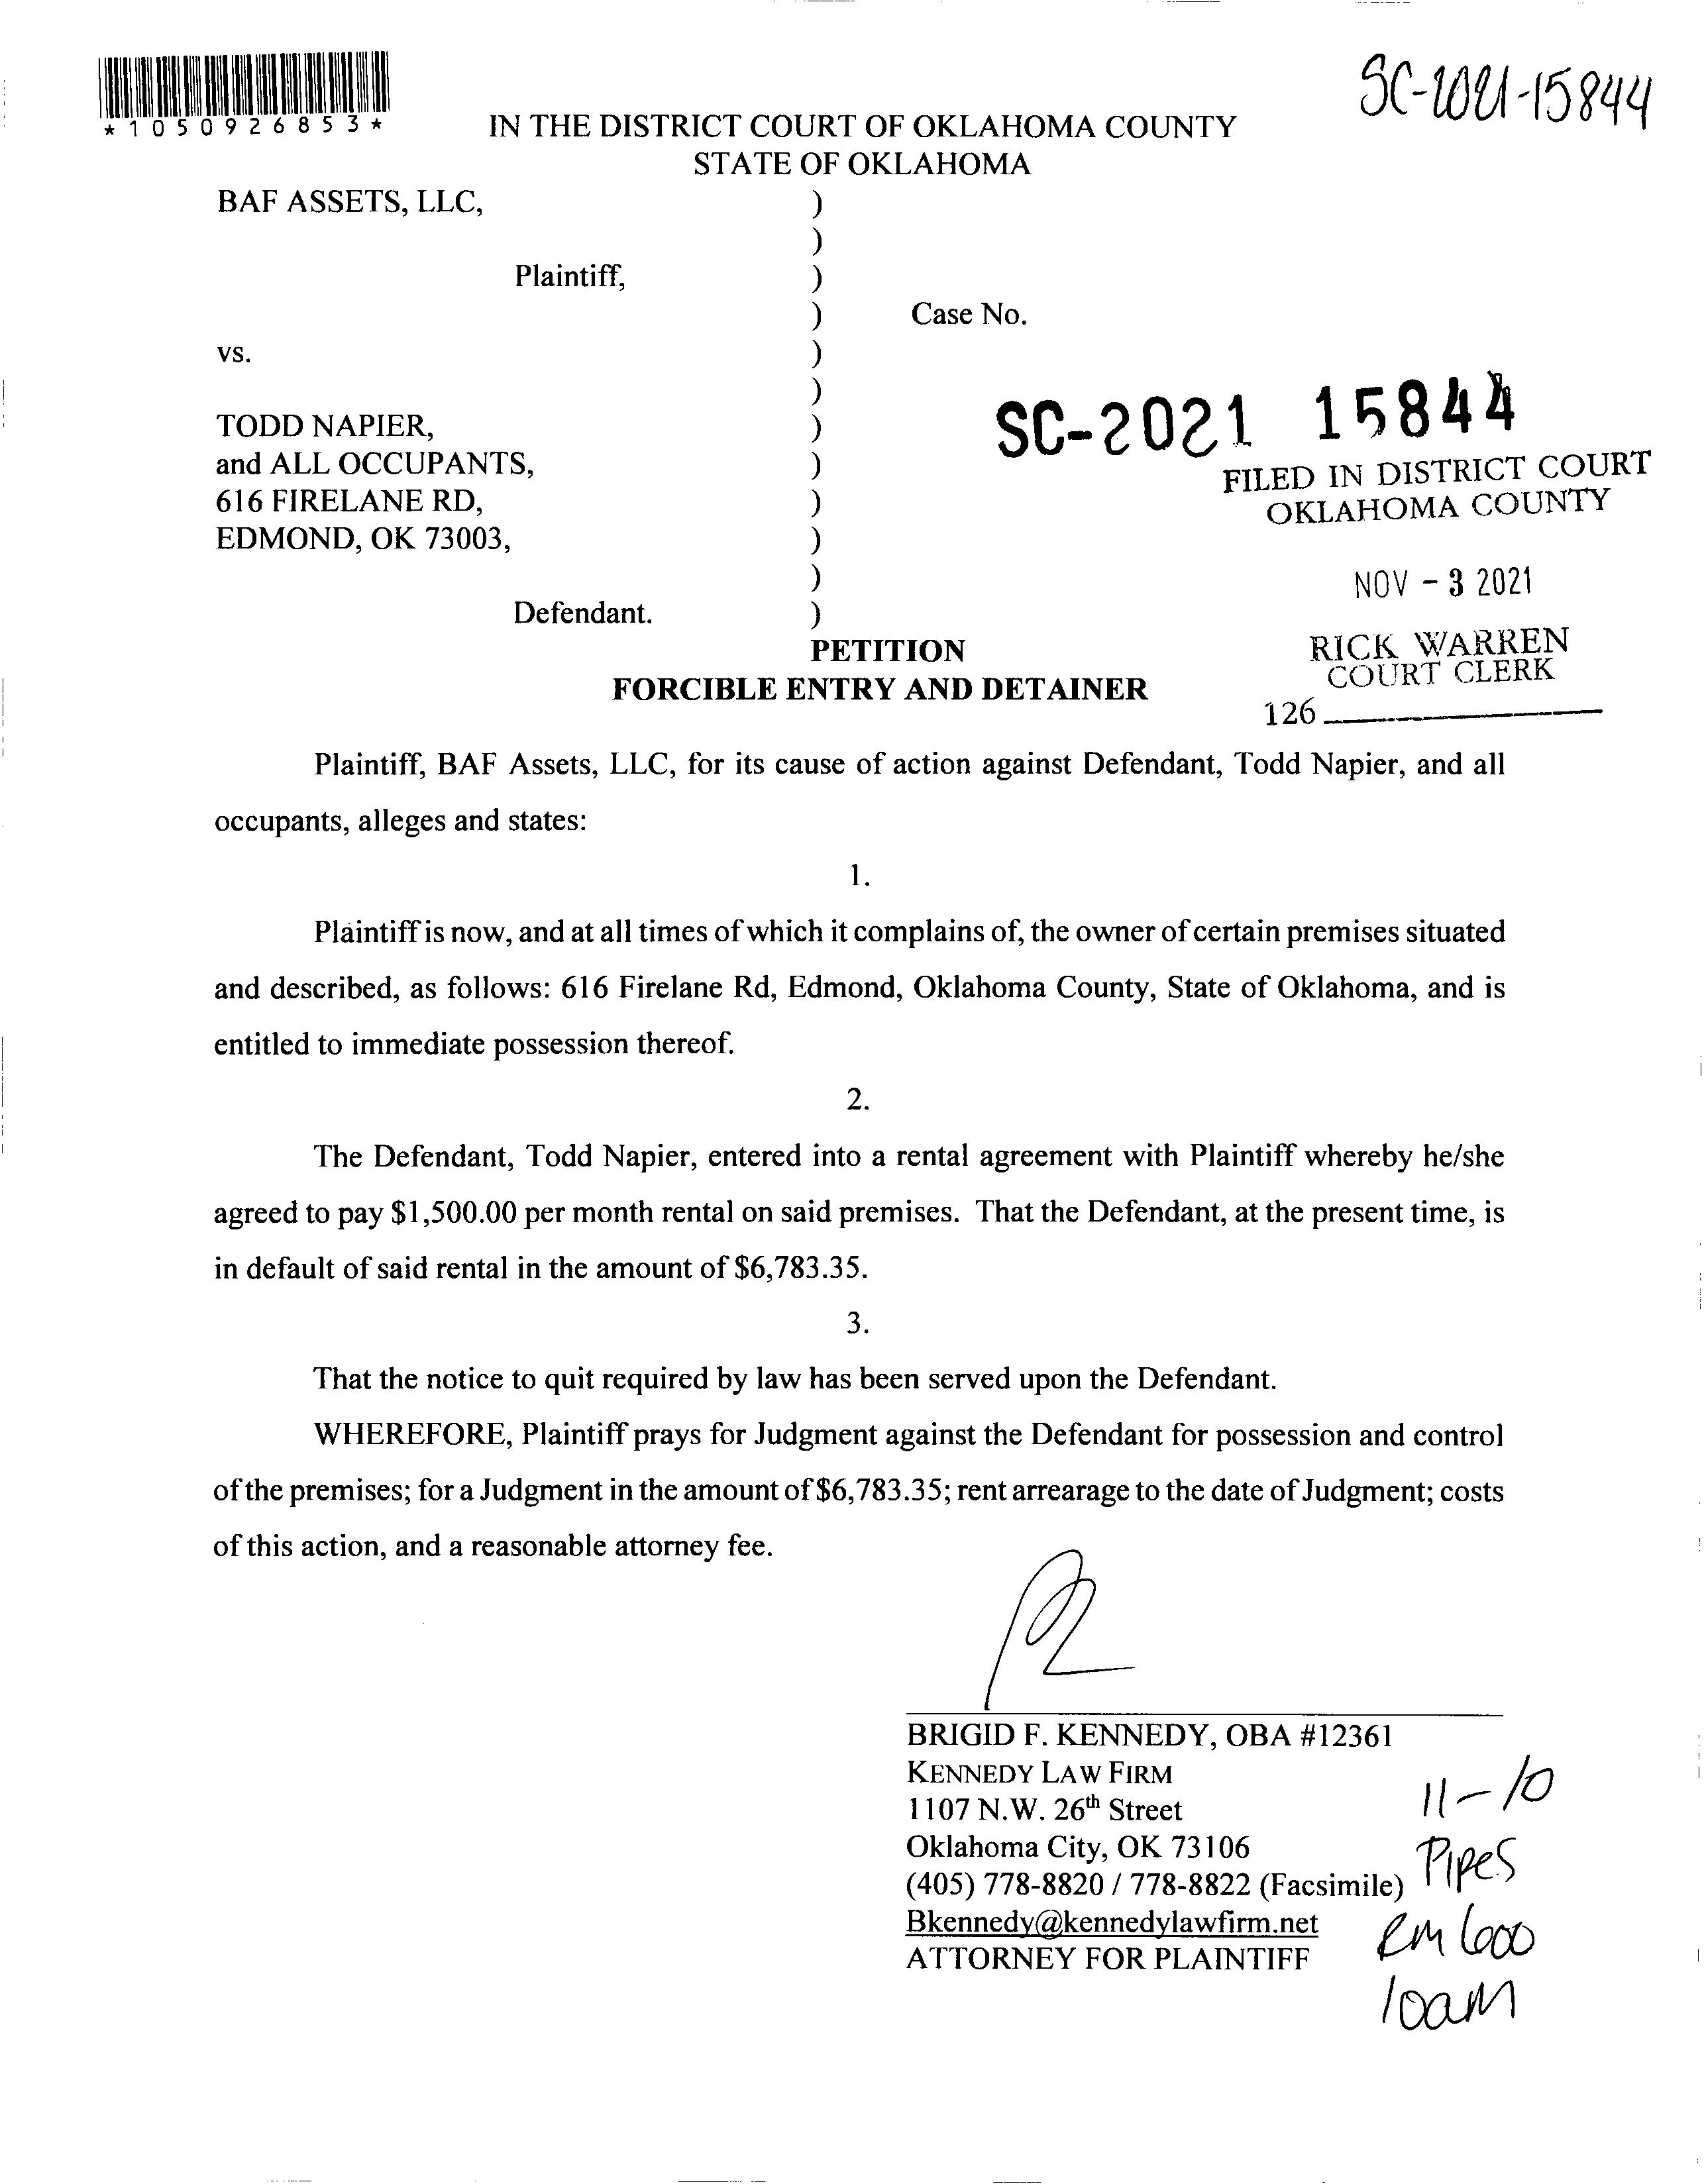 SC-2021-15844
*1050926853*
IN THE DISTRICT COURT OF OKLAHOMA COUNTY
STATE OF OKLAHOMA
BAF ASSETS, LLC, )
)
Plaintiff, )
) Case No.
vs. )
)
TODD NAPIER, )
and ALL OCCUPANTS, )
616 FIRELANE RD, )
EDMOND, OK 73003, )
)
Defendant. )
SC-2021 15844
FILED IN DISTRICT COURT
OKLAHOMA COUNTY
NOV - 3 2021
RICK WARREN
COURT CLERK
126
PETITION
FORCIBLE ENTRY AND DETAINER
Plaintiff, BAF Assets, LLC, for its cause of action against Defendant, Todd Napier, and all
occupants, alleges and states:
1.
Plaintiff is now, and at all times of which it complains of, the owner of certain premises situated
and described, as follows: 616 Firelane Rd, Edmond, Oklahoma County, State of Oklahoma, and is
entitled to immediate possession thereof.
2.
The Defendant, Todd Napier, entered into a rental agreement with Plaintiff whereby he/she
agreed to pay $1,500.00 per month rental on said premises. That the Defendant, at the present time, is
in default of said rental in the amount of $6,783.35.
3.
That the notice to quit required by law has been served upon the Defendant.
WHEREFORE, Plaintiff prays for Judgment against the Defendant for possession and control
of the premises; for a Judgment in the amount of $6,783.35; rent arrearage to the date of Judgment; costs
of this action, and a reasonable attorney fee.
BRIGID F. KENNEDY, OBA #12361
KENNEDY LAW FIRM
1107 N.W. 26th Street
Oklahoma City, OK 73106
(405) 778-8820 / 778-8822 (Facsimile)
Bkennedy@kennedylawfirm.net
ATTORNEY FOR PLAINTIFF
11-10
Pipes
RM 600
10am